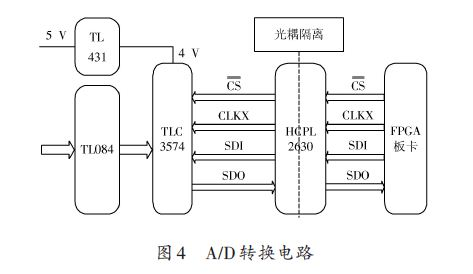 5 V
TL
431
4 V
光耦隔离
TL084
TLC
3574
CS
CLKX
SDI
SDO
HCPL
2630
CS
CLKX
SDI
SDO
FPGA
板卡
图4 A/D转换电路